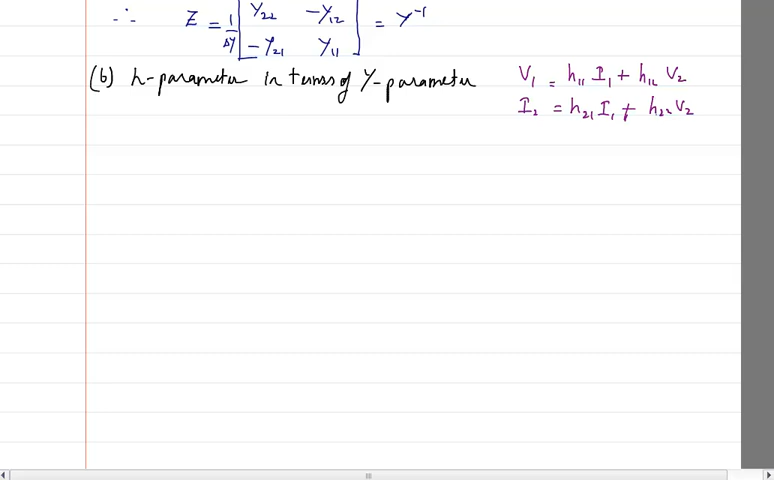 ∴ Z = 1/ΔY [ Y22 -Y12
-Y21 Y11 ] = Y⁻¹
(b) h-parameter in terms of Y-parameter
V1 = h11 I1 + h12 V2
I2 = h21 I1 + h22 V2